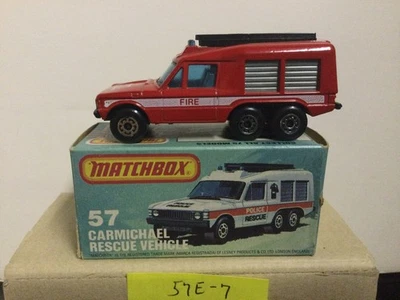 FIRE
MATCHBOX
57
CARMICHAEL
RESCUE VEHICLE
POLICE
RESCUE
57E-7